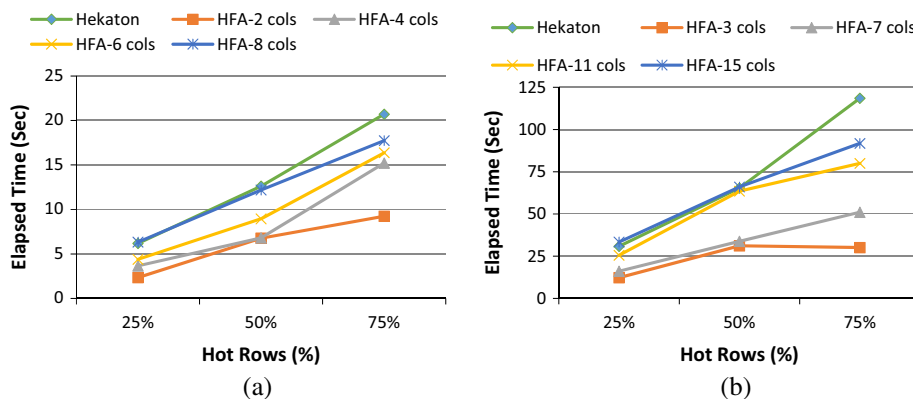 Hekaton
HFA-2 cols
HFA-4 cols
HFA-6 cols
HFA-8 cols
25
20
15
10
5
0
Elapsed Time (Sec)
25%
50%
75%
Hot Rows (%)
(a)
Hekaton
HFA-3 cols
HFA-7 cols
HFA-11 cols
HFA-15 cols
125
100
75
50
25
0
Elapsed Time (Sec)
25%
50%
75%
Hot Rows (%)
(b)